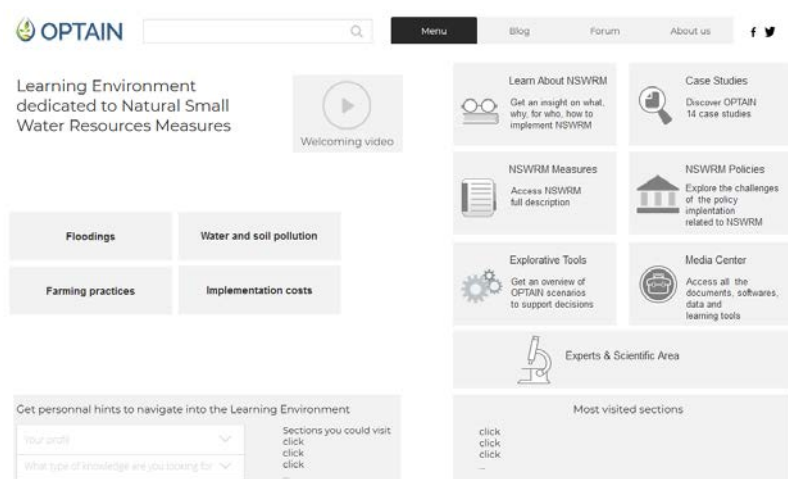 OPTAIN
Menu
Blog
Forum
About us
Learning Environment
dedicated to Natural Small
Water Resources Measures
Welcoming video
Floodings
Water and soil pollution
Farming practices
Implementation costs
Learn About NSWRM
Get an insight on what,
why, for who, how to
implement NSWRM
Case Studies
Discover OPTAIN
14 case studies
NSWRM Measures
Access NSWRM
full description
NSWRM Policies
Explore the challenges
of the policy
implentation
related to NSWRM
Explorative Tools
Get an overview of
OPTAIN scenarios
to support decisions
Media Center
Access all the
documents, softwares,
data and
learning tools
Experts & Scientific Area
Get personnal hints to navigate into the Learning Environment
Your profil
What type of knowledge are you looking for
Sections you could visit
click
click
click
...
Most visited sections
click
click
click
...